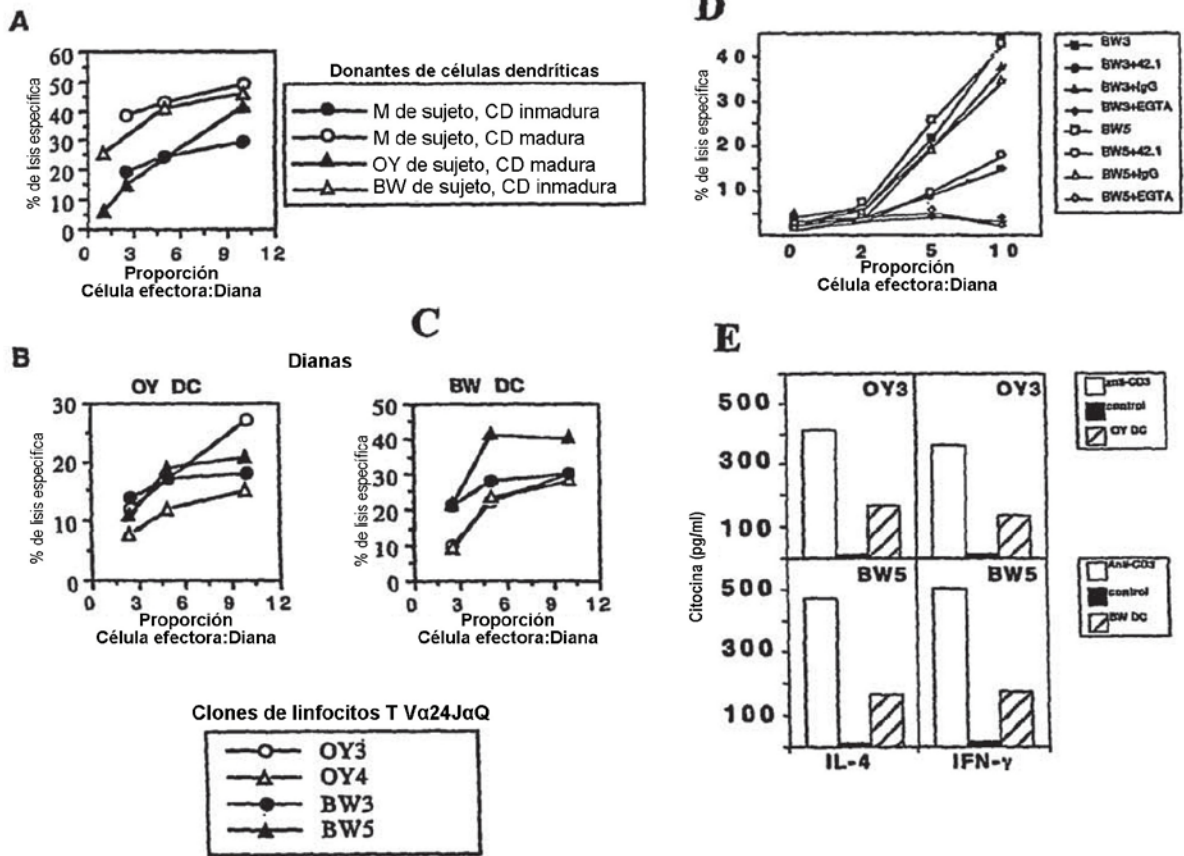 A
60
50
40
30
20
10
0
0 3 6 9 12
% de lisis específica
Proporción
Célula efectora:Diana
Donantes de células dendríticas
M de sujeto, CD inmadura
M de sujeto, CD madura
OY de sujeto, CD madura
BW de sujeto, CD inmadura
D
40
30
20
10
0 2 5 10
% de lisis específica
Proporción
Célula efectora:Diana
BW3
BW3+42.1
BW3+IgG
BW3+EGTA
BW5
BW5+42.1
BW5+IgG
BW5+EGTA
B
Dianas
OY DC
30
20
10
0
0 3 6 9 12
% de lisis específica
Proporción
Célula efectora:Diana
C
BW DC
50
40
30
20
10
0
0 3 6 9 12
% de lisis específica
Proporción
Célula efectora:Diana
Clones de linfocitos T Vα24JαQ
OY3
OY4
BW3
BW5
E
OY3 OY3
500
300
100
BW5 BW5
500
300
100
Citocina (pg/ml)
IL-4 IFN-γ
anti-CD3
control
OY DC
Anti-CD3
control
BW DC